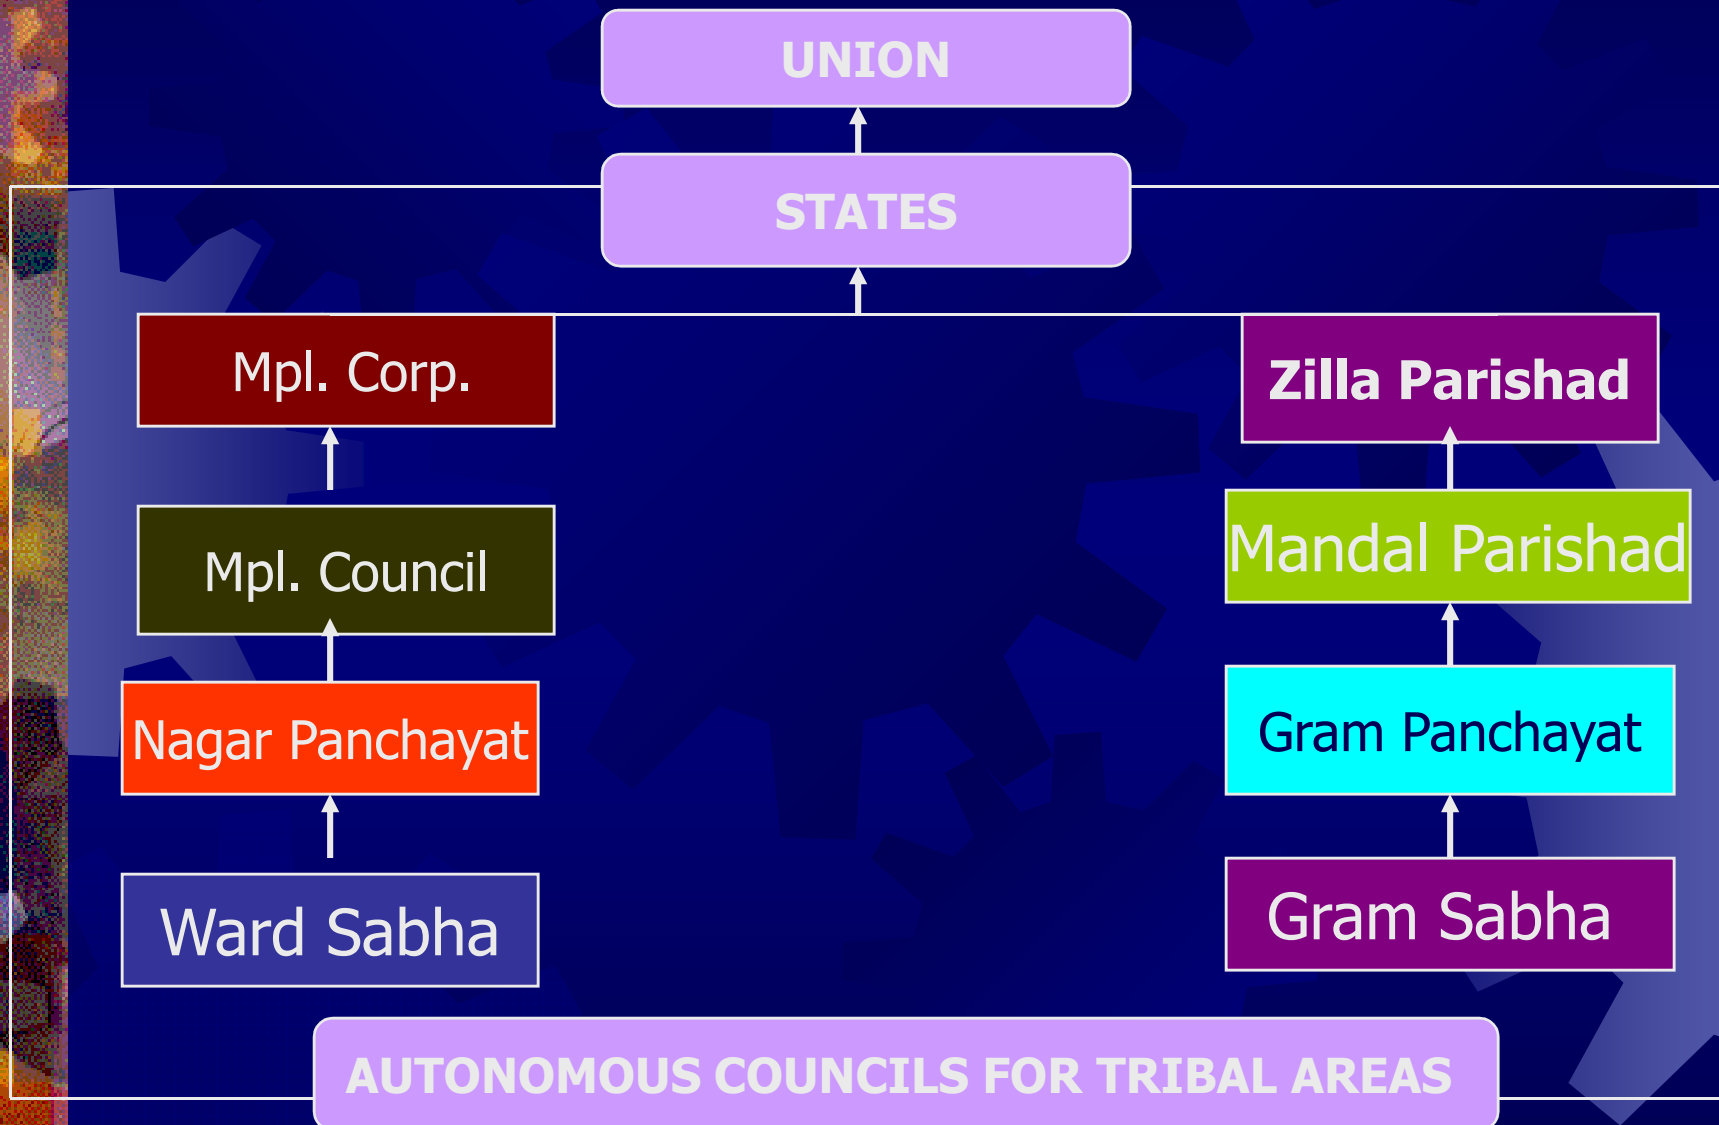 UNION
STATES
Mpl. Corp.
Zilla Parishad
Mpl. Council
Mandal Parishad
Nagar Panchayat
Gram Panchayat
Ward Sabha
Gram Sabha
AUTONOMOUS COUNCILS FOR TRIBAL AREAS